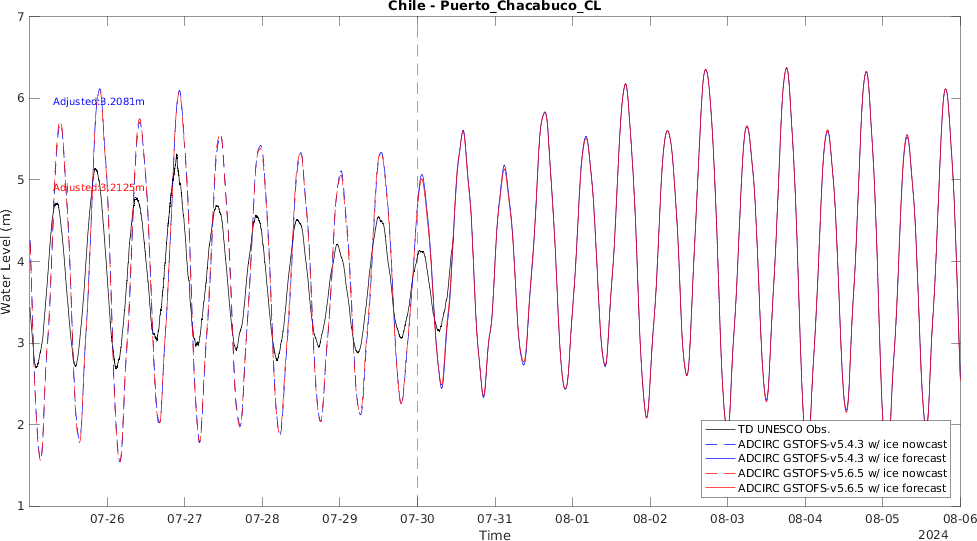 Chile - Puerto_Chacabuco_CL
7
6
5
4
3
2
1
Water Level (m)
Adjusted:3.2081m
Adjusted:3.2125m
TD UNESCO Obs.
ADCIRC GSTOFS-v5.4.3 w/ ice nowcast
ADCIRC GSTOFS-v5.4.3 w/ ice forecast
ADCIRC GSTOFS-v5.6.5 w/ ice nowcast
ADCIRC GSTOFS-v5.6.5 w/ ice forecast
07-26 07-27 07-28 07-29 07-30 07-31 08-01 08-02 08-03 08-04 08-05 08-06
Time
2024